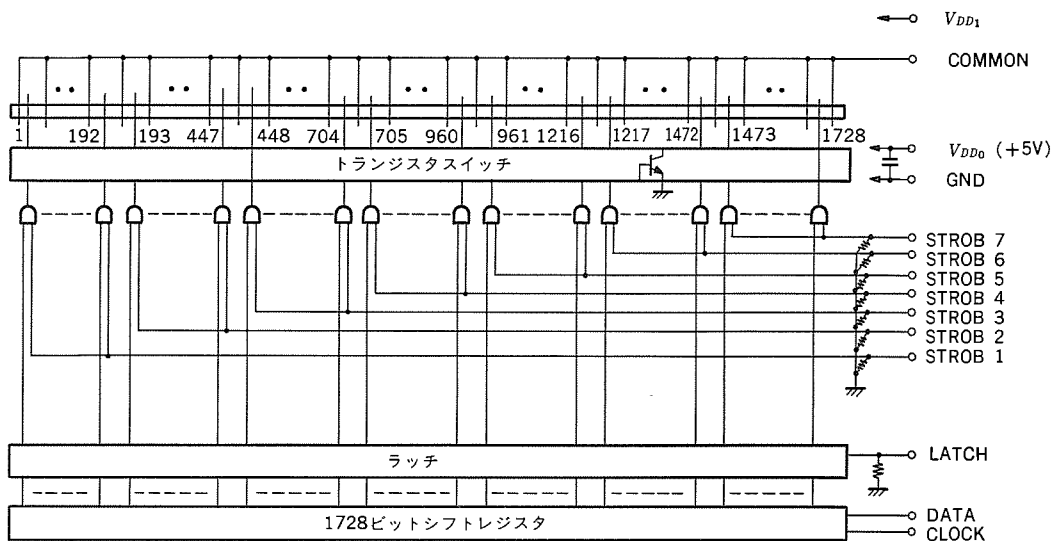 V_DD1
COMMON
1 192 193 447 448 704 705 960 961 1216 1217 1472 1473 1728
トランジスタスイッチ
V_DD0 (+5V)
GND
STROB 7
STROB 6
STROB 5
STROB 4
STROB 3
STROB 2
STROB 1
ラッチ
LATCH
1728ビットシフトレジスタ
DATA
CLOCK